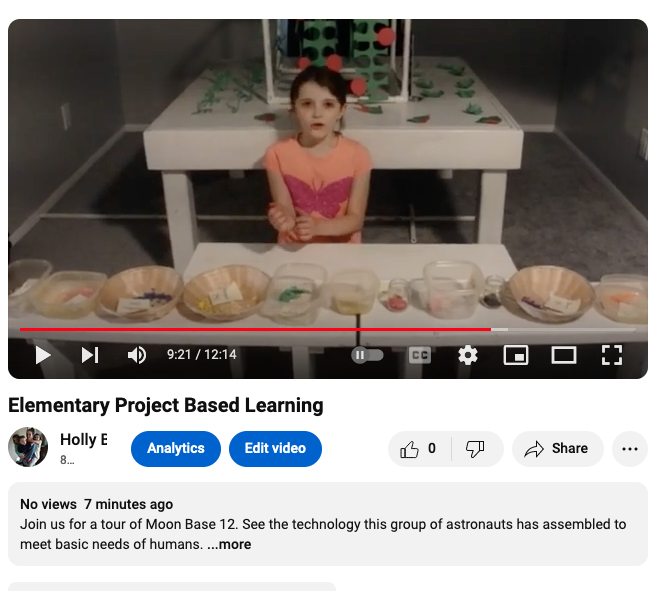 9:21 / 12:14
CC
Elementary Project Based Learning
Holly E
8...
Analytics
Edit video
0
Share
No views 7 minutes ago
Join us for a tour of Moon Base 12. See the technology this group of astronauts has assembled to
meet basic needs of humans. ...more